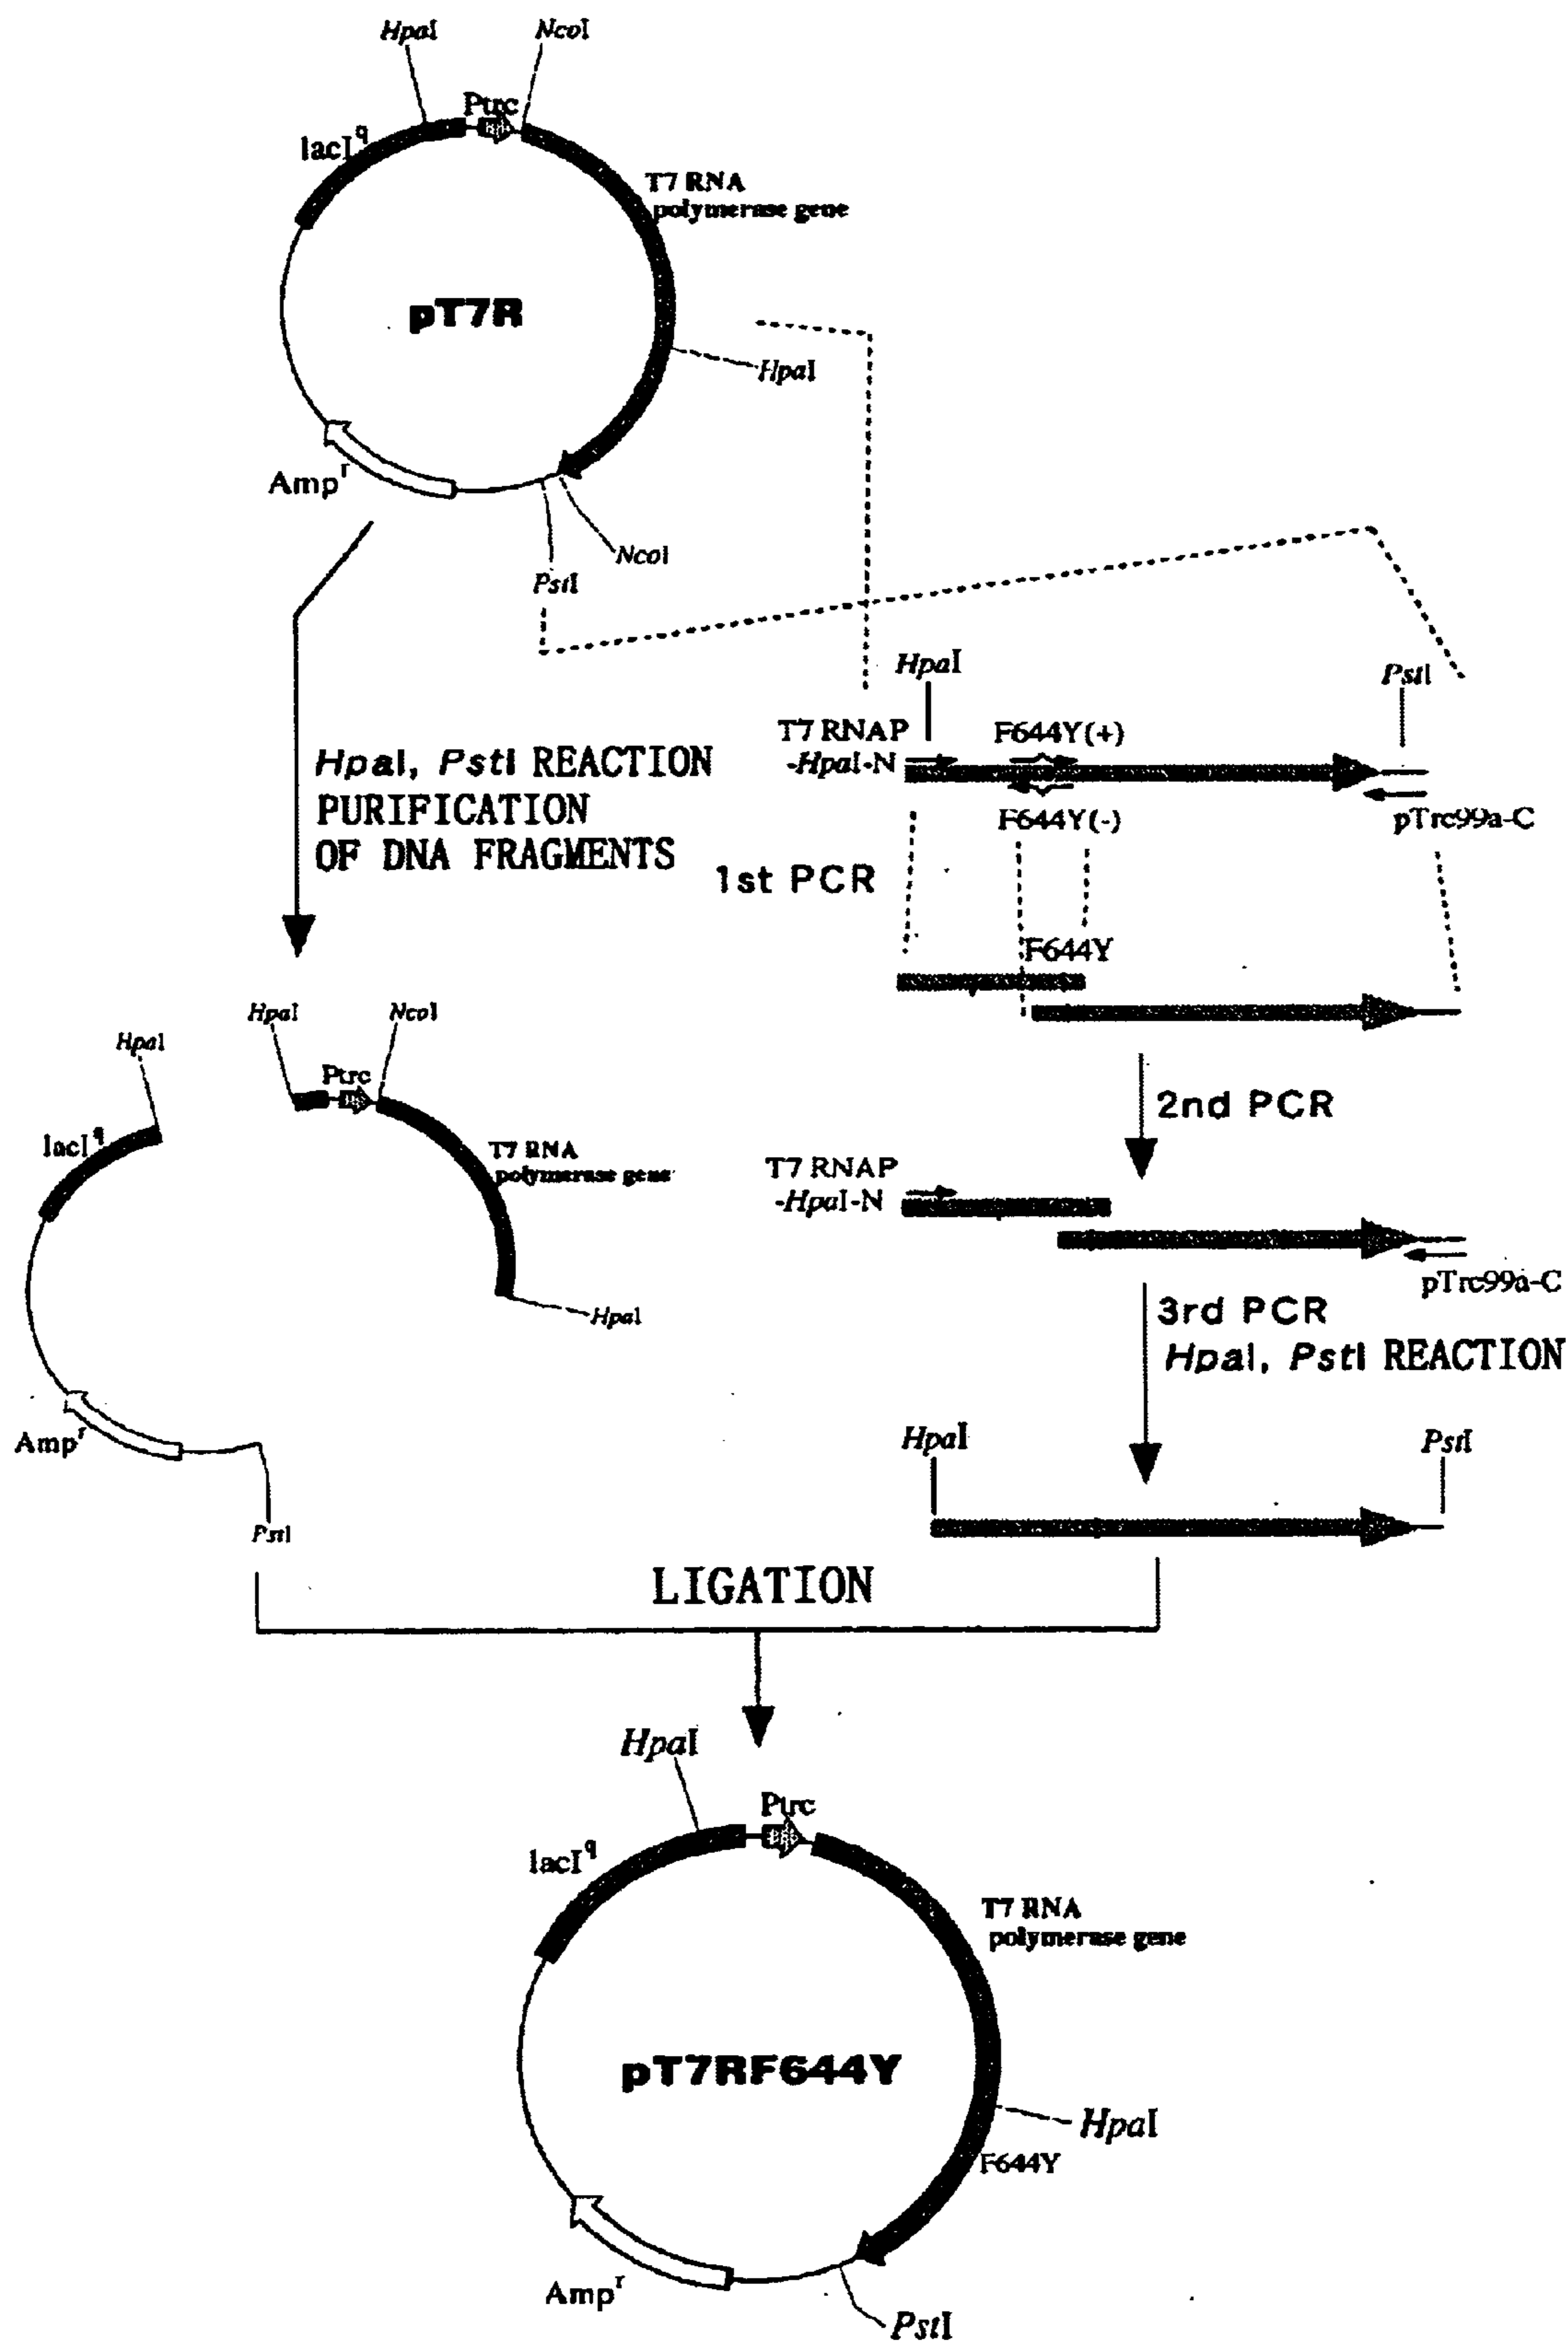 HpaI
NcoI
Ptrc
lacI^q
T7 RNA
polymerase gene
pT7R
HpaI
Amp^r
NcoI
PstI
HpaI
PstI
T7 RNAP
-HpaI-N
F644Y(+)
F644Y(-)
pTrc99a-C
HpaI, PstI REACTION
PURIFICATION
OF DNA FRAGMENTS
1st PCR
F644Y
HpaI
NcoI
HpaI
Ptrc
lacI^q
T7 RNA
polymerase gene
2nd PCR
T7 RNAP
-HpaI-N
pTrc99a-C
HpaI
3rd PCR
HpaI, PstI REACTION
Amp^r
PstI
HpaI
PstI
LIGATION
HpaI
Ptrc
lacI^q
T7 RNA
polymerase gene
pT7RF644Y
HpaI
F644Y
Amp^r
PstI